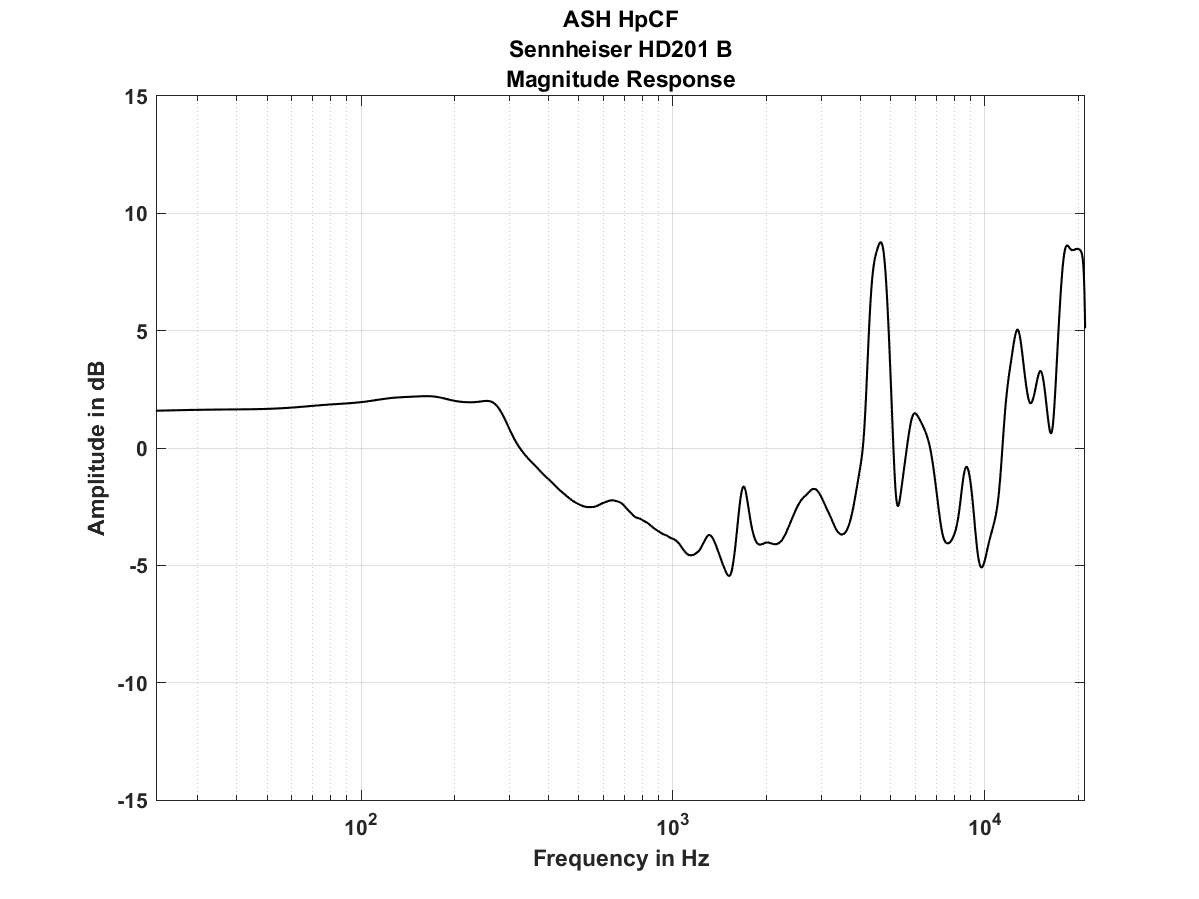 ASH HpCF
Sennheiser HD201 B
Magnitude Response
15
10
5
0
-5
-10
-15
Amplitude in dB
10² 10³ 10⁴
Frequency in Hz